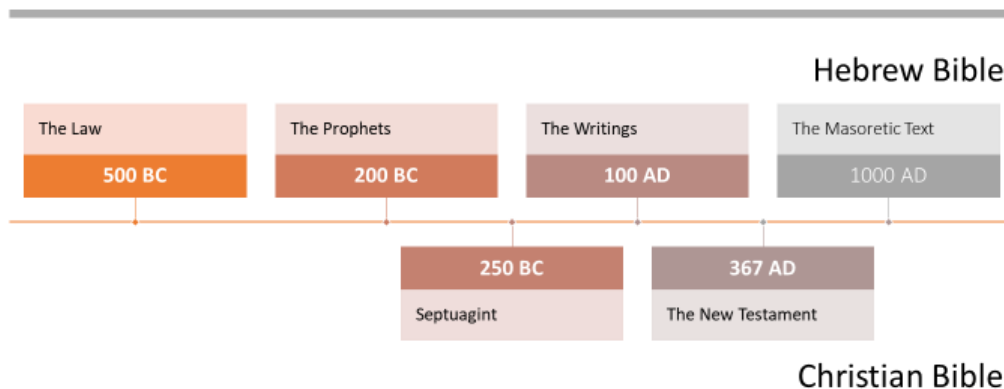 Hebrew Bible
The Law
The Prophets
The Writings
The Masoretic Text
500 BC
200 BC
100 AD
1000 AD
250 BC
367 AD
Septuagint
The New Testament
Christian Bible